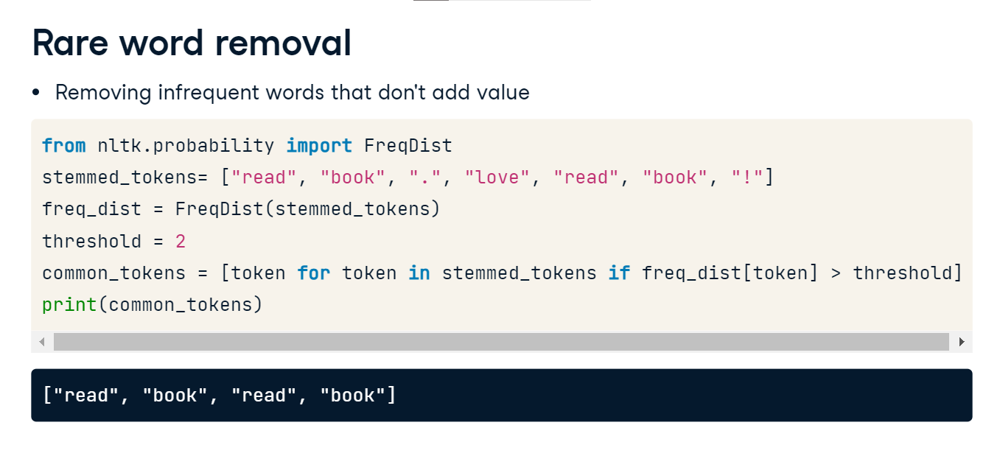 Rare word removal
• Removing infrequent words that don't add value
from nltk.probability import FreqDist
stemmed_tokens= ["read", "book", ".", "love", "read", "book", "!"]
freq_dist = FreqDist(stemmed_tokens)
threshold = 2
common_tokens = [token for token in stemmed_tokens if freq_dist[token] > threshold]
print(common_tokens)
["read", "book", "read", "book"]